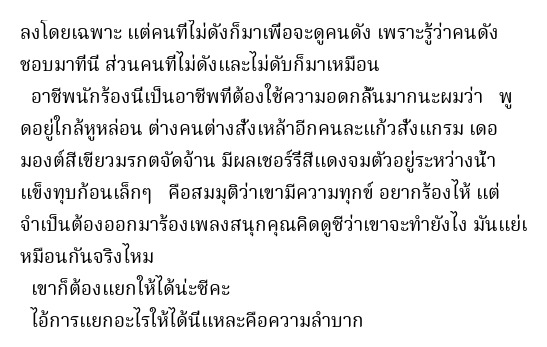 ลงโดยเฉพาะ แต่คนที่ไม่ดังก็มาเพื่อจะดูคนดัง เพราะรู้ว่าคนดัง
ชอบมาที่นี่ ส่วนคนที่ไม่ดังและไม่ดับก็มาเหมือน
อาชีพนักร้องนี่เป็นอาชีพที่ต้องใช้ความอดกลั้นมากนะผมว่า   พู
ดอยู่ใกล้หูหล่อน ต่างคนต่างสั่งเหล้าอีกคนละแก้วสั่งแกรม เดอ
มองต์สีเขียวมรกตจัดจ้าน มีผลเชอร์รี่สีแดงจมตัวอยู่ระหว่างน้ำ
แข็งทุบก้อนเล็กๆ   คือสมมุติว่าเขามีความทุกข์ อยากร้องไห้ แต่
จำเป็นต้องออกมาร้องเพลงสนุกคุณคิดดูซีว่าเขาจะทำยังไง มันแย่เ
หมือนกันจริงไหม
เขาก็ต้องแยกให้ได้น่ะซีคะ
ไอ้การแยกอะไรให้ได้นี่แหละคือความลำบาก